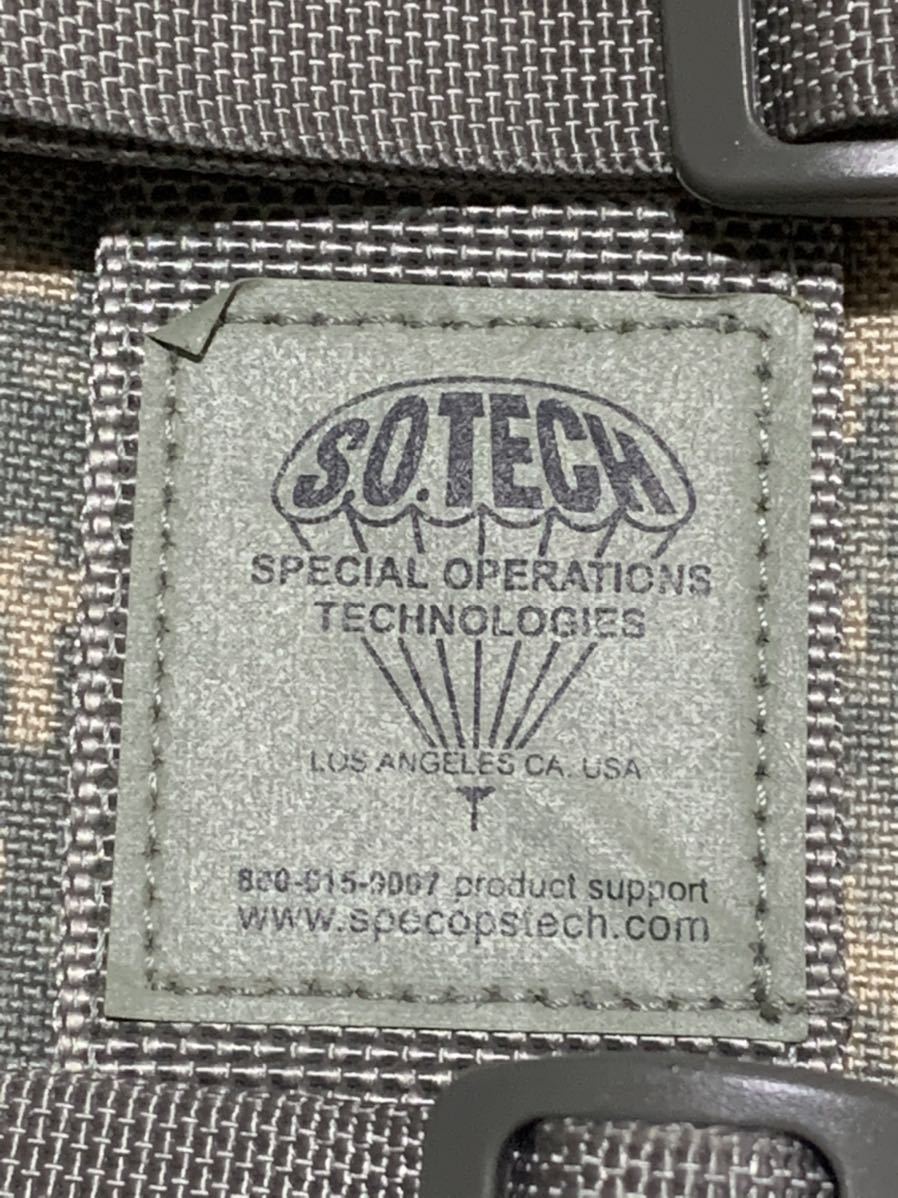 S.O.TECH
SPECIAL OPERATIONS
TECHNOLOGIES
LOS ANGELES CA. USA
product support
www.specopstech.com